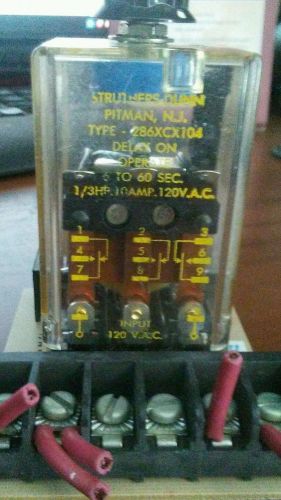 STRUTHERS-DUNN
PITMAN, N.J.
TYPE - 286XCX104
DELAY ON
OPERATE
6 TO 60 SEC.
1/3HP. 10AMP. 120V.A.C.
1 2 3
4 5 6
7 8 9
INPUT
120 V.A.C.